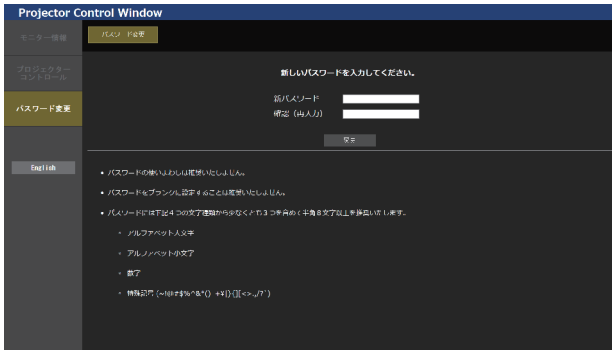 Projector Control Window
モニター情報
パスワード変更
プロジェクター
コントロール
パスワード変更
English
新しいパスワードを入力してください。
新パスワード
確認（再入力）
設定
• パスワードの使いまわしは推奨いたしません。
• パスワードをブランクに設定することは推奨いたしません。
• パスワードには下記４つの文字種類から少なくとも３つを含めて半角８文字以上を推奨いたします。
◦ アルファベット大文字
◦ アルファベット小文字
◦ 数字
◦ 特殊記号